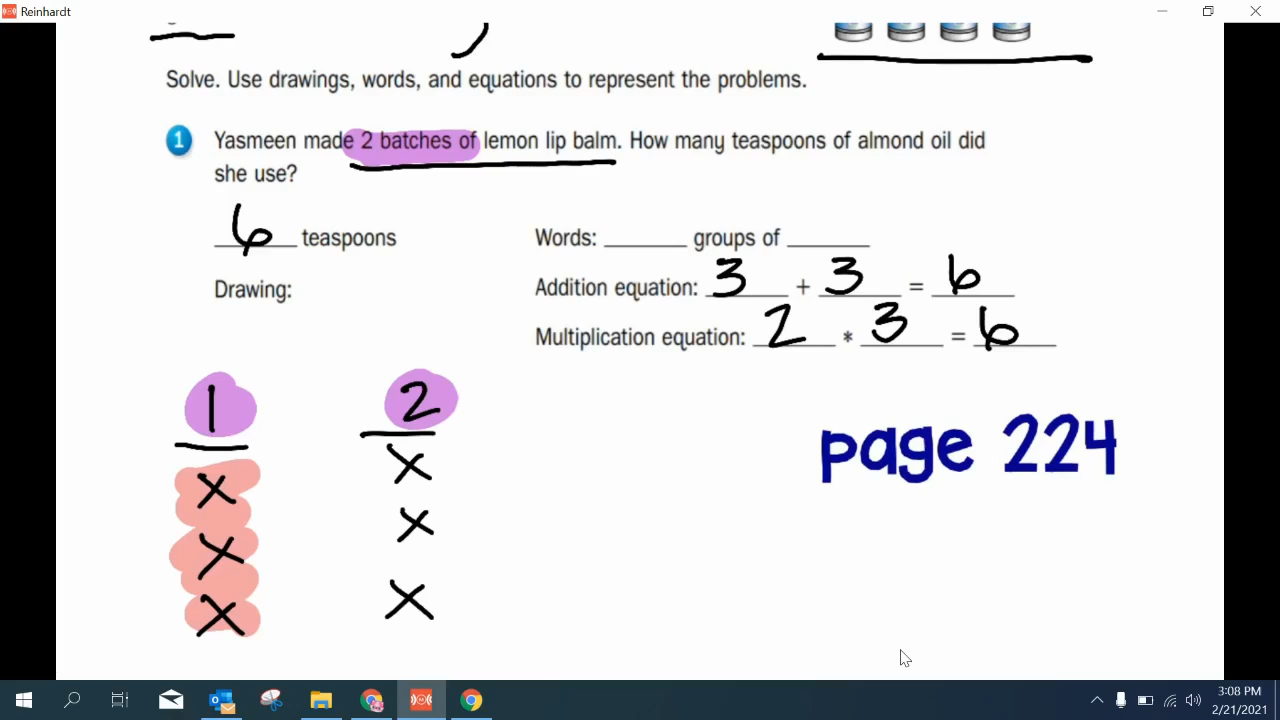 Reinhardt
Solve. Use drawings, words, and equations to represent the problems.
1 Yasmeen made 2 batches of lemon lip balm. How many teaspoons of almond oil did
she use?
6 teaspoons
Words: ________ groups of ________
Drawing:
Addition equation: 3 + 3 = 6
Multiplication equation: 2 * 3 = 6
1 2
x x
x x
x x
page 224
3:08 PM
2/21/2021